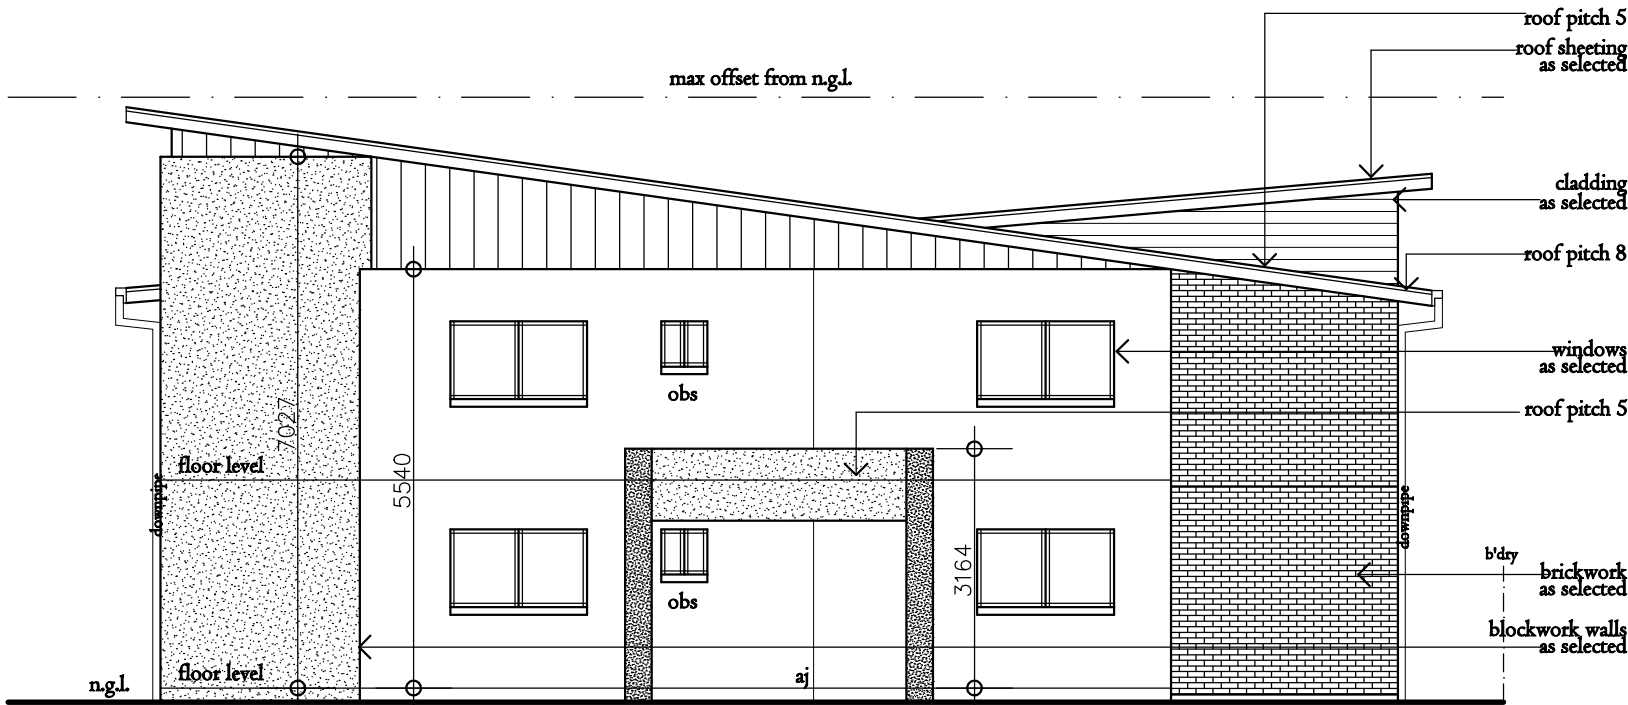 roof pitch 5
roof sheeting
as selected
max offset from n.g.l.
cladding
as selected
roof pitch 8
windows
as selected
obs
roof pitch 5
7027
floor level
5540
downpipe
downpipe
3164
b'dry
brickwork
as selected
obs
blockwork walls
as selected
floor level
n.g.l.
aj